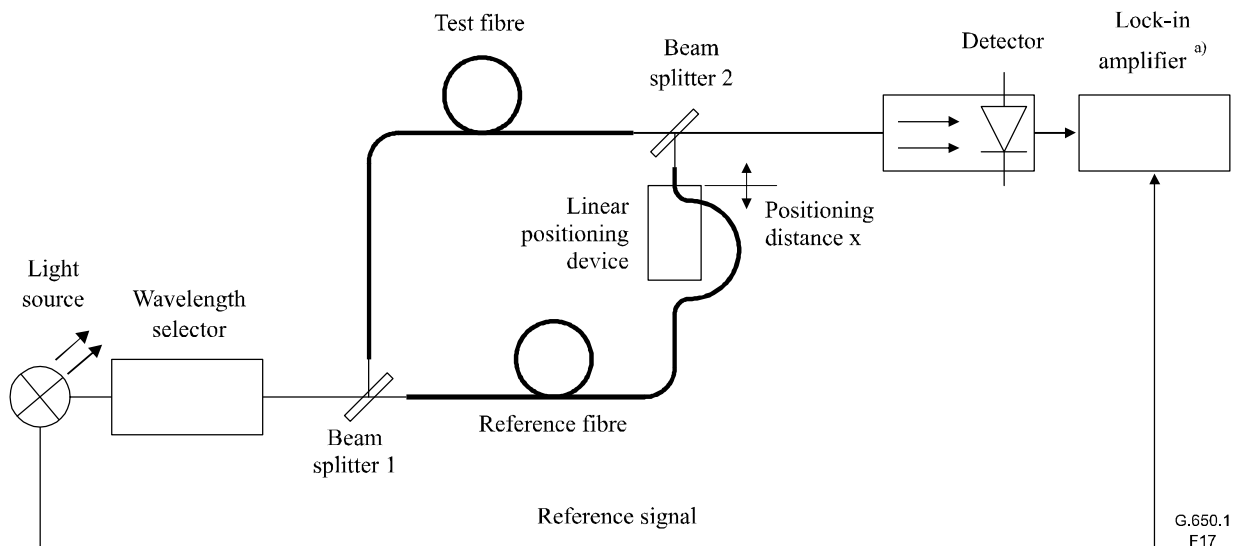 Test fibre
Beam
splitter 2
Detector
Lock-in
amplifier a)
Linear
positioning
device
Positioning
distance x
Light
source
Wavelength
selector
Reference fibre
Beam
splitter 1
Reference signal
G.650.1
F17